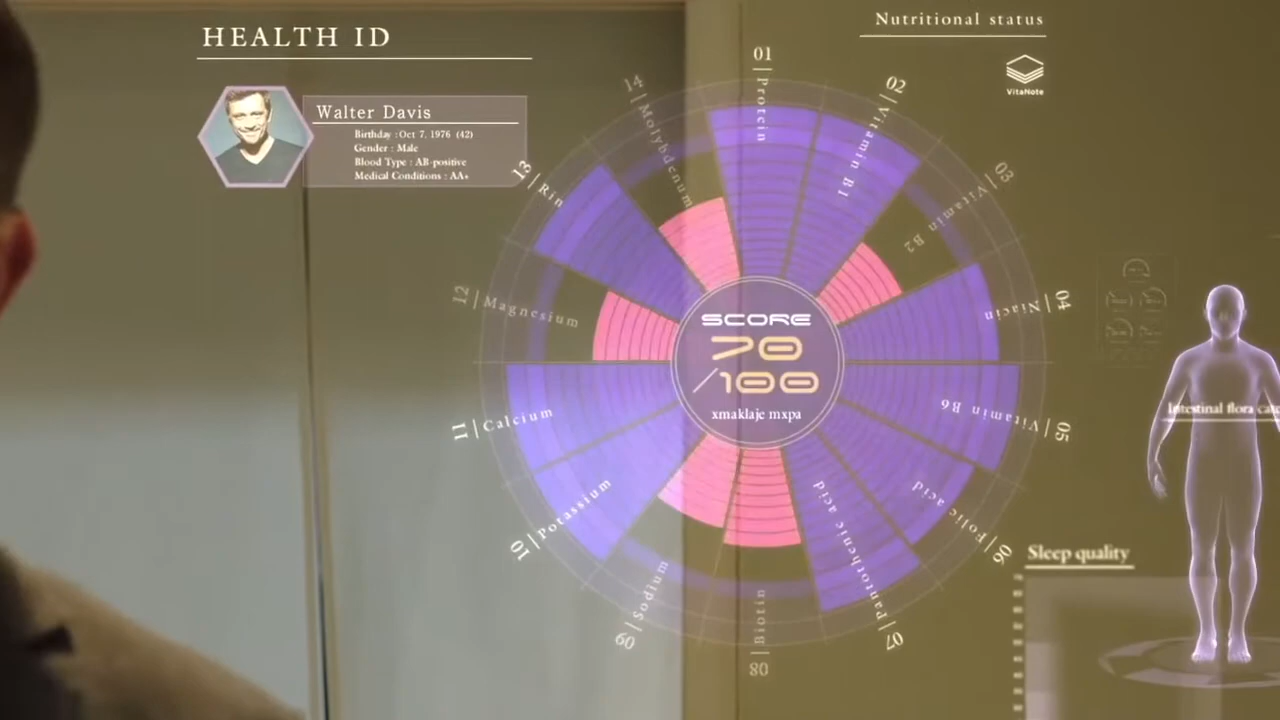 HEALTH ID
Walter Davis
Birthday : Oct 7, 1976 (42)
Gender : Male
Blood Type : AB-positive
Medical Conditions : AA+
Nutritional status
VitaNote
01 Protein
02 Vitamin B1
03 Vitamin B2
04 Niacin
05 Vitamin B6
06 Folic acid
07 Pantothenic acid
08 Biotin
09 Sodium
10 Potassium
11 Calcium
12 Magnesium
13 Rin
14 Molybdenum
SCORE
70
/100
xmaklaje mxpa
Intestinal flora
Sleep quality